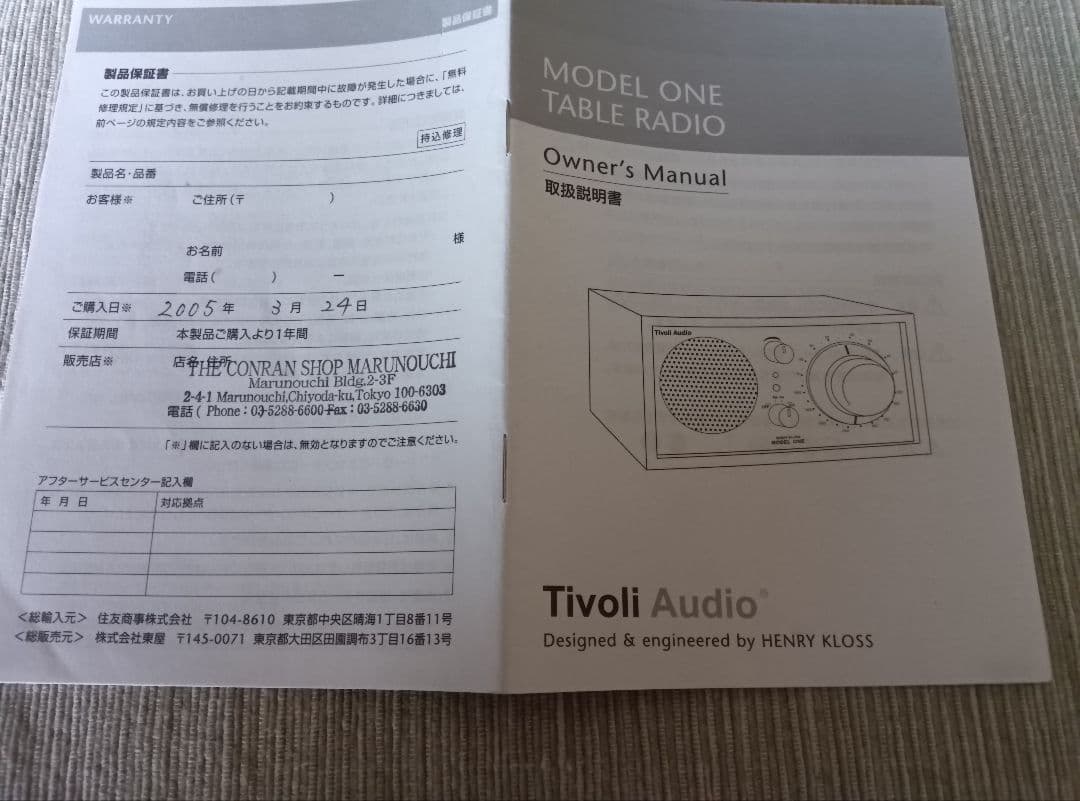 WARRANTY
製品保証書
製品保証書
この製品保証書は、お買い上げの日から記載期間中に故障が発生した場合に、「無料
修理規定」に基づき、無償修理を行うことをお約束するものです。詳細につきましては、
前ページの規定内容をご参照ください。
持込修理
製品名・品番
お客様※ ご住所(〒 )
お名前 様
電話( ) ー
ご購入日※ 2005年 3月 24日
保証期間 本製品ご購入より1年間
販売店※ 店名・住所
THE CONRAN SHOP MARUNOUCHI
Marunouchi Bldg.2-3F
2-4-1 Marunouchi,Chiyoda-ku,Tokyo 100-6303
電話( Phone:03-5288-6600 Fax:03-5288-6630
「※」欄に記入のない場合は、無効となりますのでご注意ください。
アフターサービスセンター記入欄
年 月 日 対応拠点
<総輸入元> 住友商事株式会社 〒104-8610 東京都中央区晴海1丁目8番11号
<総販売元> 株式会社東屋 〒145-0071 東京都大田区田園調布3丁目16番13号
MODEL ONE
TABLE RADIO
Owner's Manual
取扱説明書
Tivoli Audio
MODEL ONE
Tivoli Audio®
Designed & engineered by HENRY KLOSS